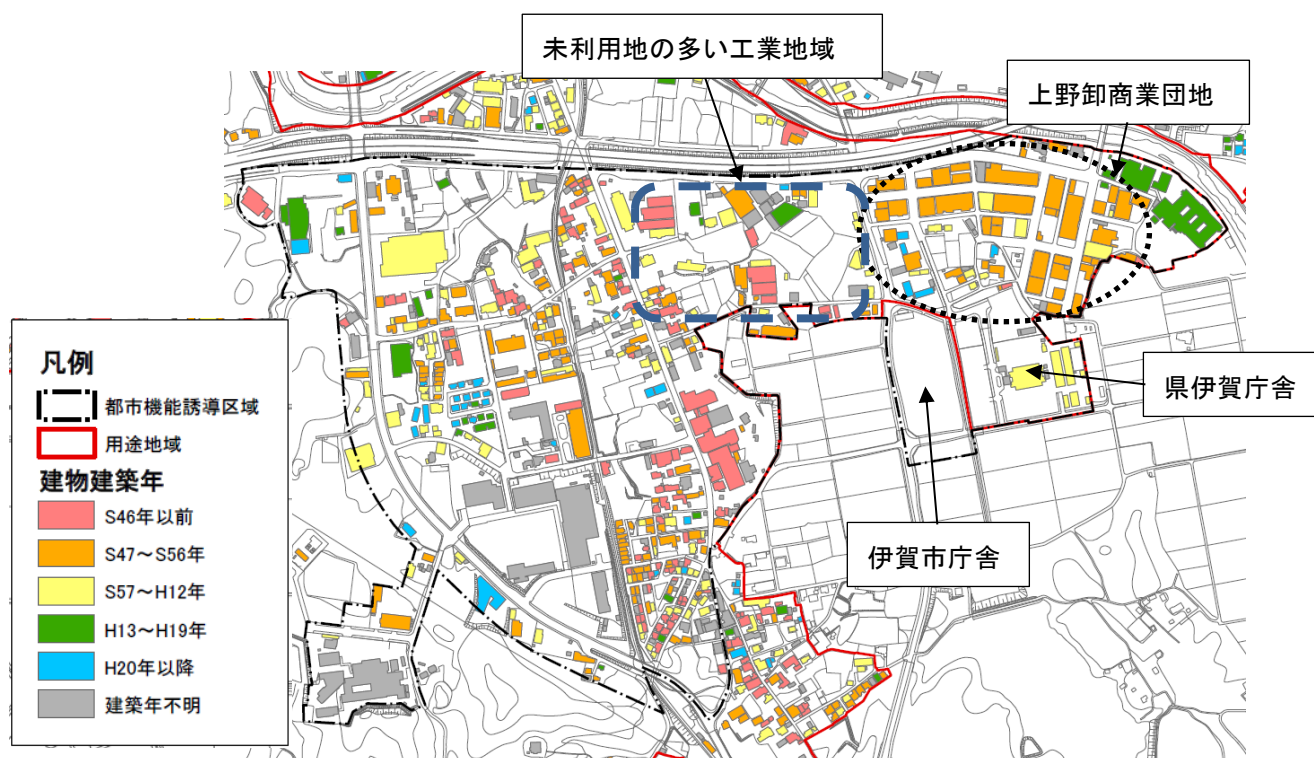 未利用地の多い工業地域
上野卸商業団地
県伊賀庁舎
伊賀市庁舎
凡例
都市機能誘導区域
用途地域
建物建築年
S46年以前
S47～S56年
S57～H12年
H13～H19年
H20年以降
建築年不明